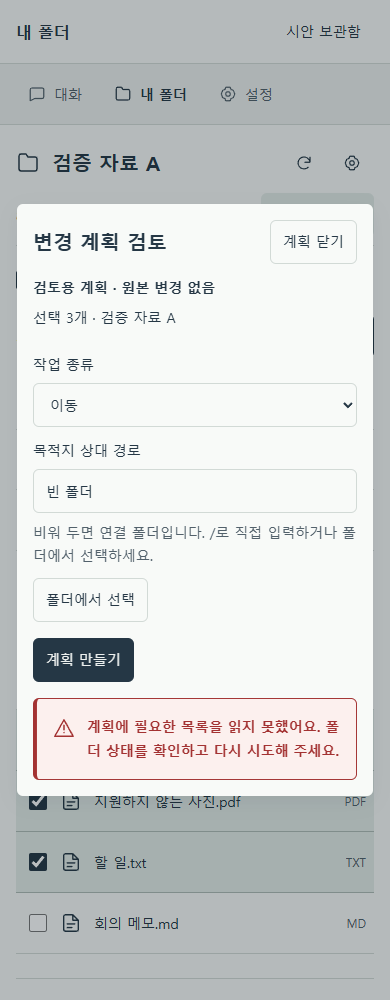 내 폴더
시안 보관함
대화
내 폴더
설정
검증 자료 A
변경 계획 검토
계획 닫기
검토용 계획 · 원본 변경 없음
선택 3개 · 검증 자료 A
작업 종류
이동
목적지 상대 경로
빈 폴더
비워 두면 연결 폴더입니다. /로 직접 입력하거나 폴
더에서 선택하세요.
폴더에서 선택
계획 만들기
계획에 필요한 목록을 읽지 못했어요. 폴
더 상태를 확인하고 다시 시도해 주세요.
지원하지 않는 사진.pdf
PDF
할 일.txt
TXT
회의 메모.md
MD